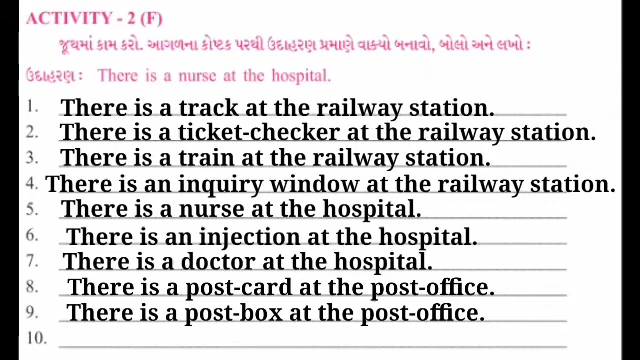 ACTIVITY - 2 (F)
જૂથમાં કામ કરો. આગળના કોષ્ટક પરથી ઉદાહરણ પ્રમાણે વાક્યો બનાવો, બોલો અને લખો :
ઉદાહરણ : There is a nurse at the hospital.
1. There is a track at the railway station.
2. There is a ticket-checker at the railway station.
3. There is a train at the railway station.
4. There is an inquiry window at the railway station.
5. There is a nurse at the hospital.
6. There is an injection at the hospital.
7. There is a doctor at the hospital.
8. There is a post-card at the post-office.
9. There is a post-box at the post-office.
10.